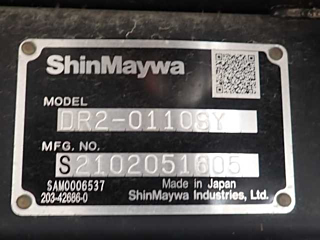 ShinMaywa
MODEL
DR2-0110SY
MFG. NO.
S2102051605
SAM0006537
203-42686-0
Made in Japan
ShinMaywa Industries, Ltd.